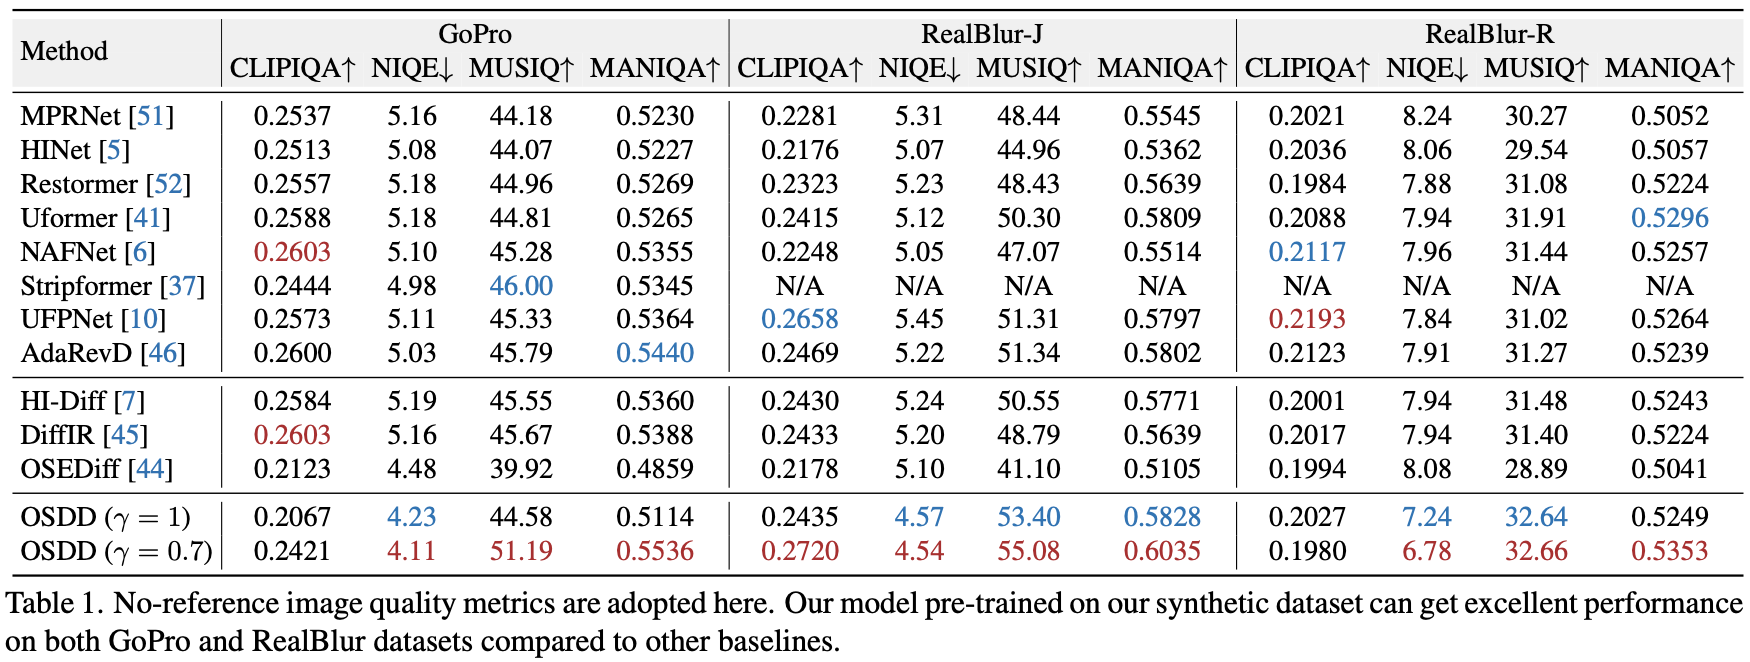 Method GoPro RealBlur-J RealBlur-R
CLIPIQA↑ NIQE↓ MUSIQ↑ MANIQA↑ CLIPIQA↑ NIQE↓ MUSIQ↑ MANIQA↑ CLIPIQA↑ NIQE↓ MUSIQ↑ MANIQA↑
MPRNet [51] 0.2537 5.16 44.18 0.5230 0.2281 5.31 48.44 0.5545 0.2021 8.24 30.27 0.5052
HINet [5] 0.2513 5.08 44.07 0.5227 0.2176 5.07 44.96 0.5362 0.2036 8.06 29.54 0.5057
Restormer [52] 0.2557 5.18 44.96 0.5269 0.2323 5.23 48.43 0.5639 0.1984 7.88 31.08 0.5224
Uformer [41] 0.2588 5.18 44.81 0.5265 0.2415 5.12 50.30 0.5809 0.2088 7.94 31.91 0.5296
NAFNet [6] 0.2603 5.10 45.28 0.5355 0.2248 5.05 47.07 0.5514 0.2117 7.96 31.44 0.5257
Stripformer [37] 0.2444 4.98 46.00 0.5345 N/A N/A N/A N/A N/A N/A N/A N/A
UFPNet [10] 0.2573 5.11 45.33 0.5364 0.2658 5.45 51.31 0.5797 0.2193 7.84 31.02 0.5264
AdaRevD [46] 0.2600 5.03 45.79 0.5440 0.2469 5.22 51.34 0.5802 0.2123 7.91 31.27 0.5239
HI-Diff [7] 0.2584 5.19 45.55 0.5360 0.2430 5.24 50.55 0.5771 0.2001 7.94 31.48 0.5243
DiffIR [45] 0.2603 5.16 45.67 0.5388 0.2433 5.20 48.79 0.5639 0.2017 7.94 31.40 0.5224
OSEDiff [44] 0.2123 4.48 39.92 0.4859 0.2178 5.10 41.10 0.5105 0.1994 8.08 28.89 0.5041
OSDD (γ = 1) 0.2067 4.23 44.58 0.5114 0.2435 4.57 53.40 0.5828 0.2027 7.24 32.64 0.5249
OSDD (γ = 0.7) 0.2421 4.11 51.19 0.5536 0.2720 4.54 55.08 0.6035 0.1980 6.78 32.66 0.5353
Table 1. No-reference image quality metrics are adopted here. Our model pre-trained on our synthetic dataset can get excellent performance
on both GoPro and RealBlur datasets compared to other baselines.